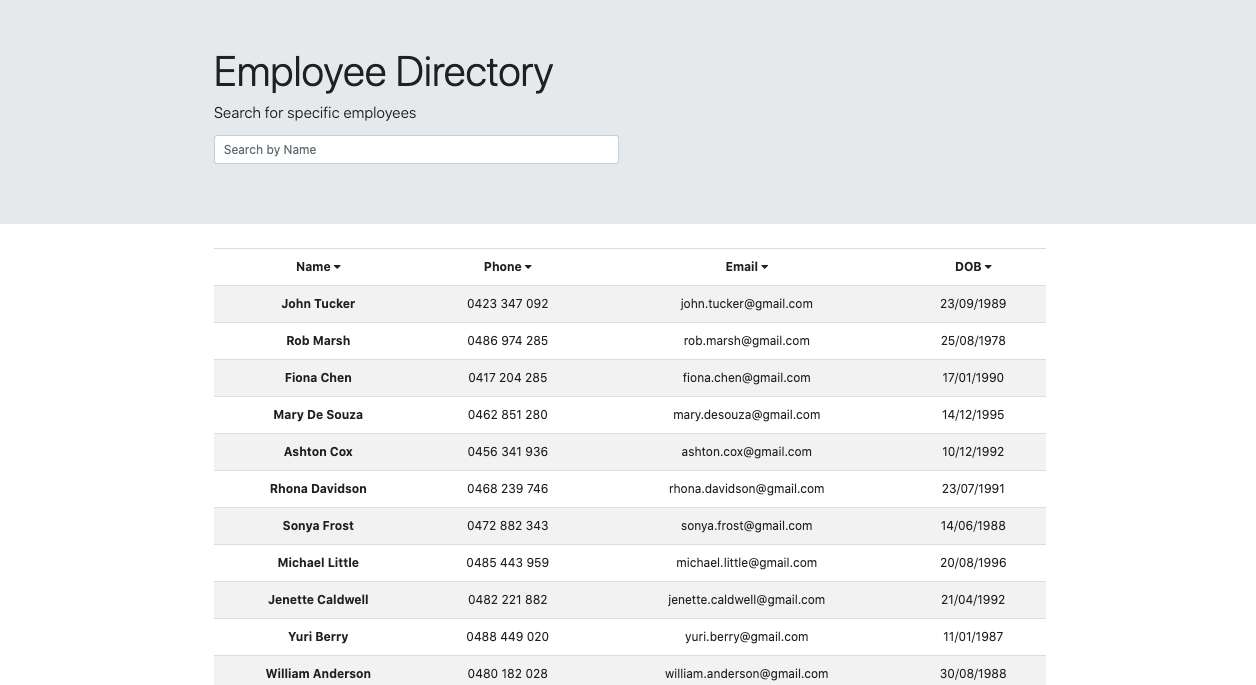 Employee Directory
Search for specific employees
Search by Name
Name Phone Email DOB
John Tucker 0423 347 092 john.tucker@gmail.com 23/09/1989
Rob Marsh 0486 974 285 rob.marsh@gmail.com 25/08/1978
Fiona Chen 0417 204 285 fiona.chen@gmail.com 17/01/1990
Mary De Souza 0462 851 280 mary.desouza@gmail.com 14/12/1995
Ashton Cox 0456 341 936 ashton.cox@gmail.com 10/12/1992
Rhona Davidson 0468 239 746 rhona.davidson@gmail.com 23/07/1991
Sonya Frost 0472 882 343 sonya.frost@gmail.com 14/06/1988
Michael Little 0485 443 959 michael.little@gmail.com 20/08/1996
Jenette Caldwell 0482 221 882 jenette.caldwell@gmail.com 21/04/1992
Yuri Berry 0488 449 020 yuri.berry@gmail.com 11/01/1987
William Anderson 0480 182 028 william.anderson@gmail.com 30/08/1988